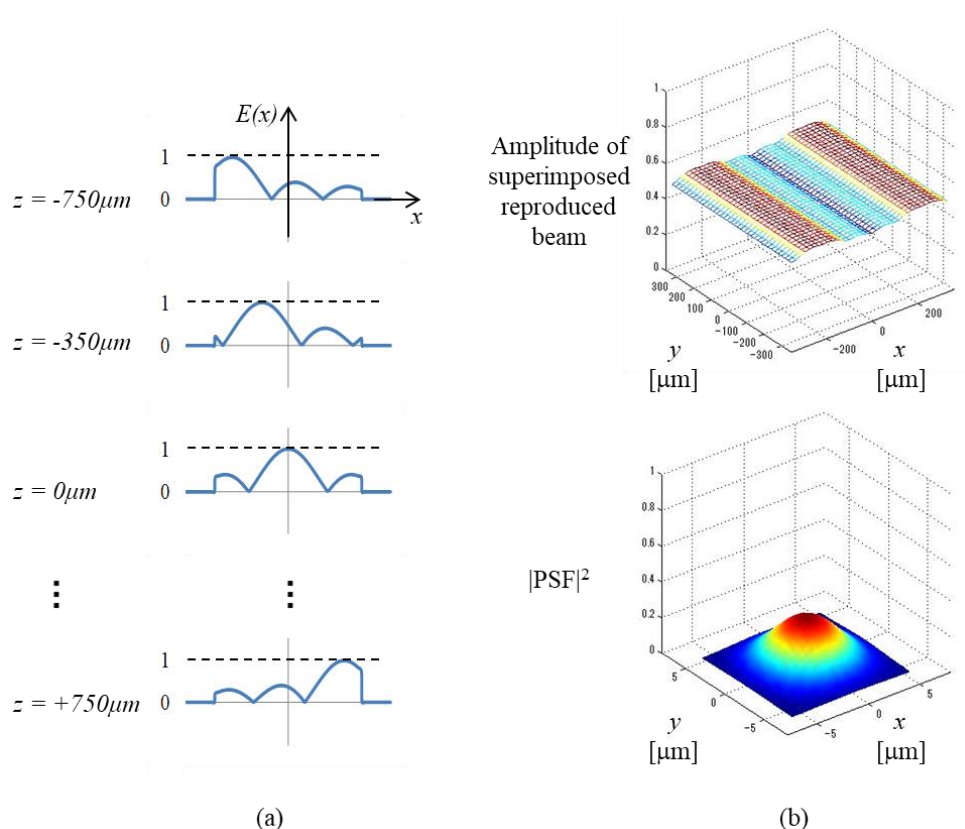 E(x)
1
0
x
z = -750μm
1
0
z = -350μm
1
0
z = 0μm
⋮
⋮
1
0
z = +750μm
(a)
Amplitude of
superimposed
reproduced
beam
1
0.8
0.6
0.4
0.2
0
300
200
100
0
-100
-200
-300
-200
0
200
y
[μm]
x
[μm]
|PSF|²
1
0.8
0.6
0.4
0.2
0
5
0
-5
-5
0
5
y
[μm]
x
[μm]
(b)